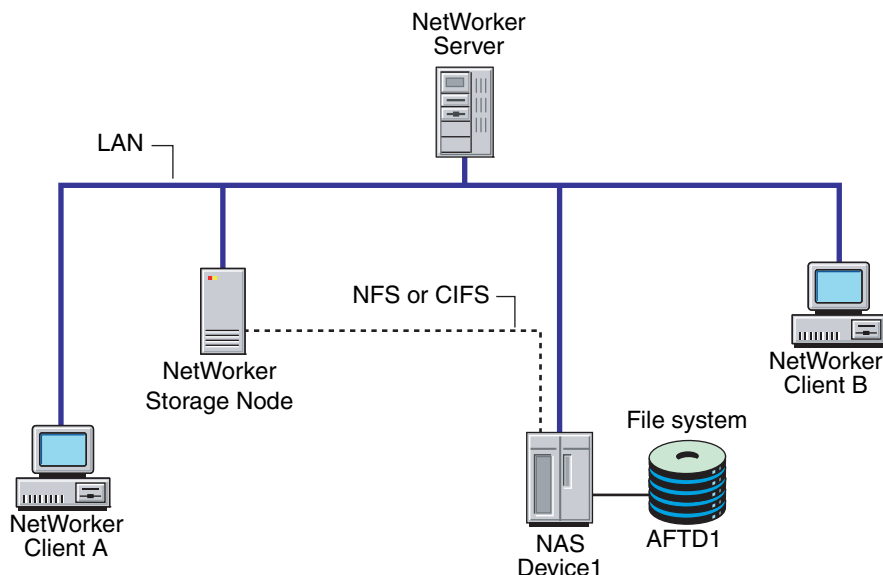 NetWorker
Server
LAN
NFS or CIFS
NetWorker
Storage Node
NetWorker
Client B
File system
NetWorker
Client A
NAS
Device1
AFTD1